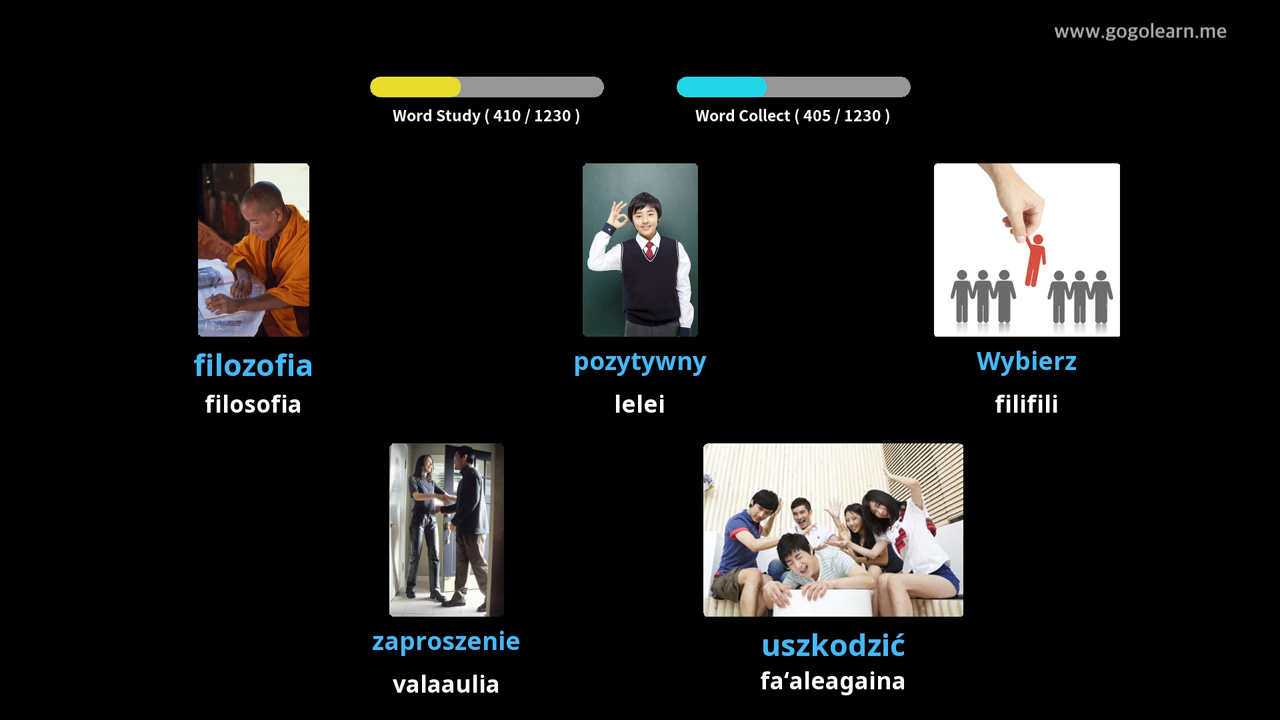 www.gogolearn.me
Word Study ( 410 / 1230 )
Word Collect ( 405 / 1230 )
filozofia
filosofia
pozytywny
lelei
Wybierz
filifili
zaproszenie
valaaulia
uszkodzić
fa‘aleagaina